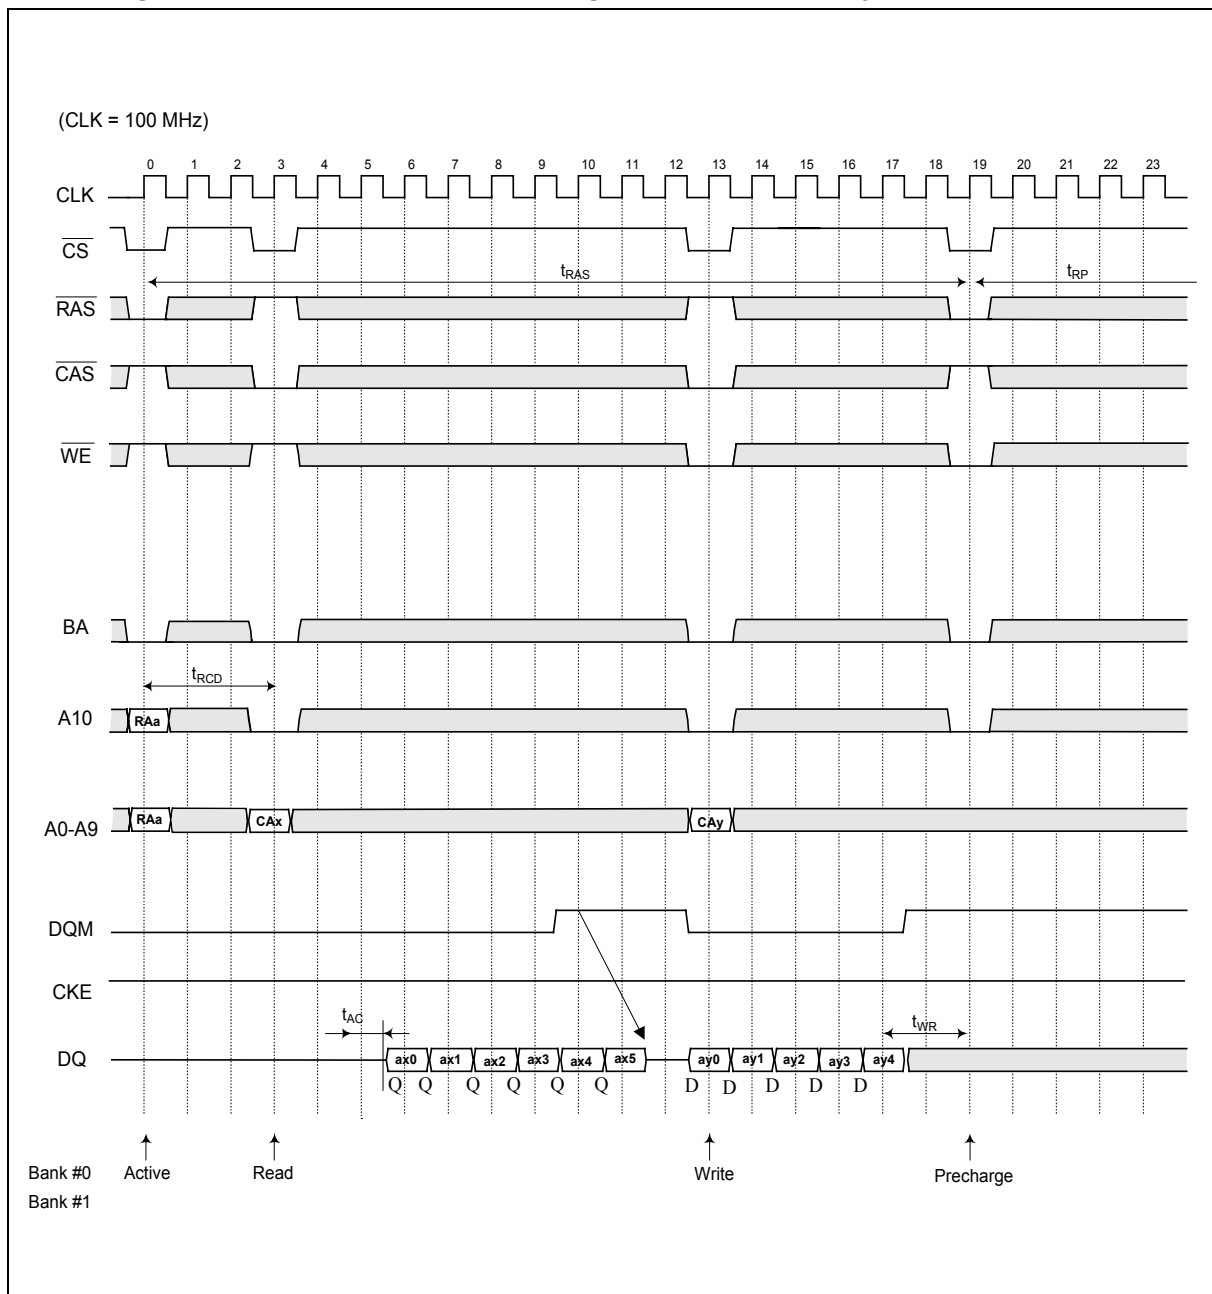 (CLK = 100 MHz)
0 1 2 3 4 5 6 7 8 9 10 11 12 13 14 15 16 17 18 19 20 21 22 23
CLK
CS
tRAS tRP
RAS
CAS
WE
BA
tRCD
A10 RAa
A0-A9 RAa CAx CAy
DQM
CKE
tAC tWR
DQ ax0 ax1 ax2 ax3 ax4 ax5 ay0 ay1 ay2 ay3 ay4
Q Q Q Q Q Q D D D D D
Bank #0 Active Read Write Precharge
Bank #1